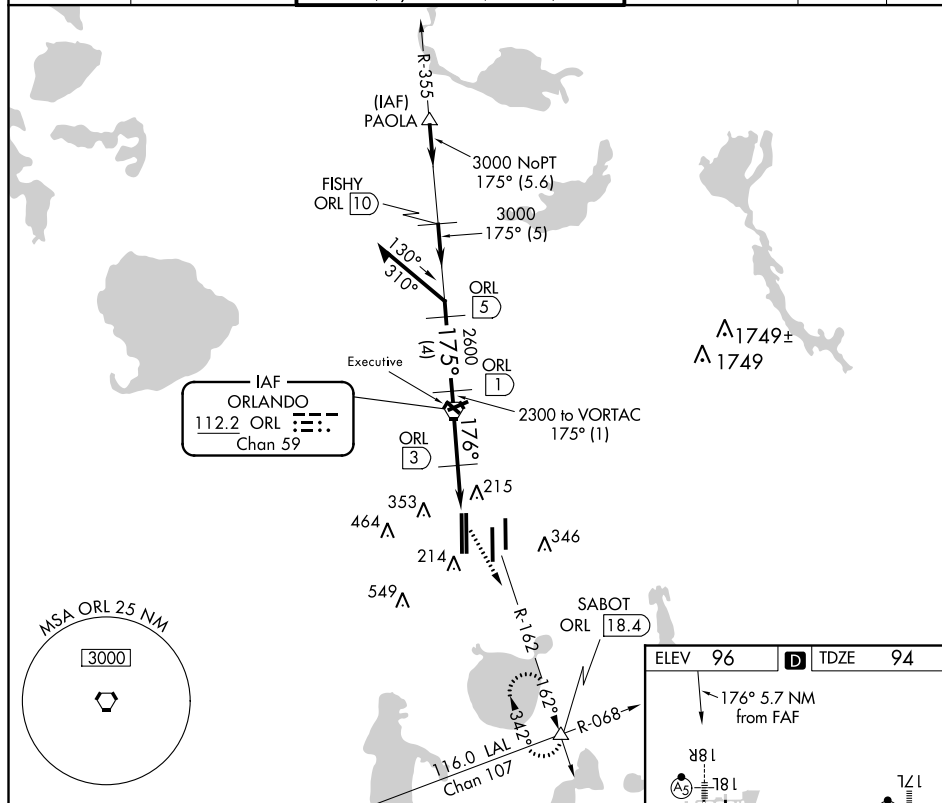 R-355
(IAF)
PAOLA
3000 NoPT
175° (5.6)
FISHY
ORL 10
3000
175° (5)
130°
310°
ORL
5
2600
175°
(4)
Executive
ORL
1
IAF
ORLANDO
112.2 ORL
Chan 59
2300 to VORTAC
175° (1)
176°
ORL
3
1749±
1749
215
353
464
346
214
549
MSA ORL 25 NM
3000
R-162
SABOT
ORL 18.4
162°
342°
R-068
116.0 LAL
Chan 107
ELEV 96
D
TDZE 94
176° 5.7 NM
from FAF
18R
18L
A5
17L